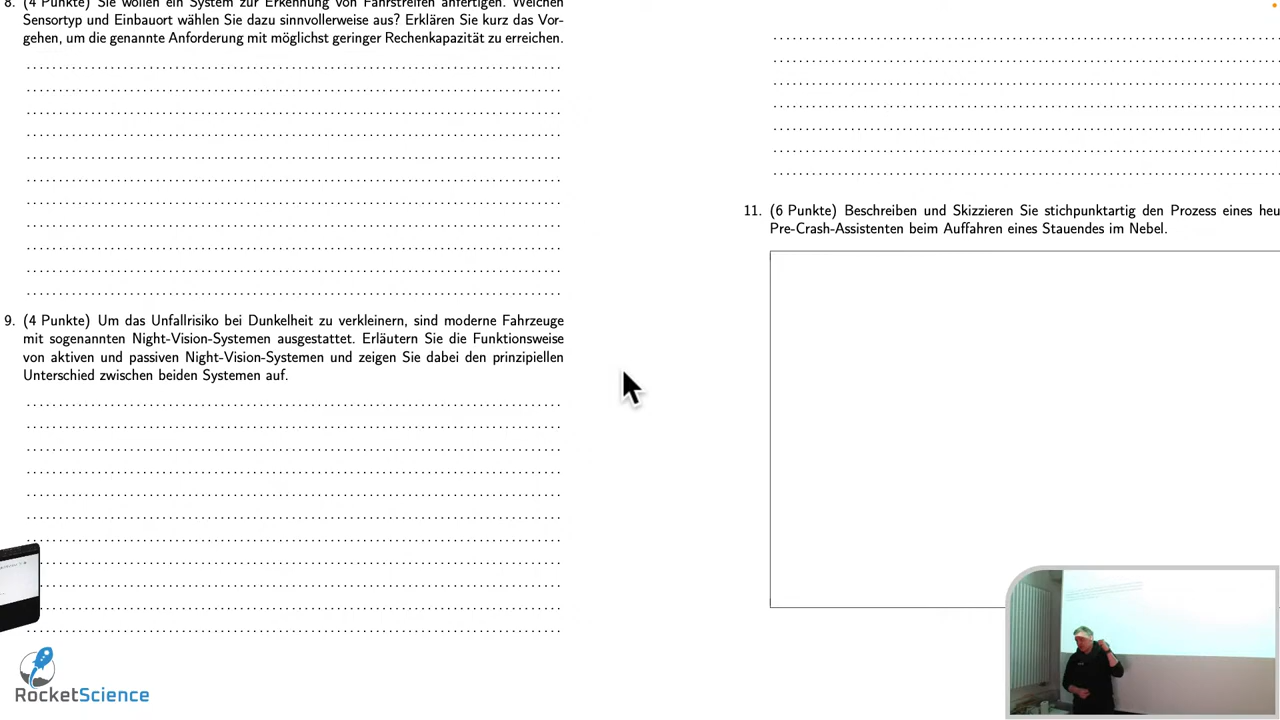 8. (4 Punkte) Sie wollen ein System zur Erkennung von Fahrstreifen anfertigen. Welchen
Sensortyp und Einbauort wählen Sie dazu sinnvollerweise aus? Erklären Sie kurz das Vor-
gehen, um die genannte Anforderung mit möglichst geringer Rechenkapazität zu erreichen.
9. (4 Punkte) Um das Unfallrisiko bei Dunkelheit zu verkleinern, sind moderne Fahrzeuge
mit sogenannten Night-Vision-Systemen ausgestattet. Erläutern Sie die Funktionsweise
von aktiven und passiven Night-Vision-Systemen und zeigen Sie dabei den prinzipiellen
Unterschied zwischen beiden Systemen auf.
RocketScience
11. (6 Punkte) Beschreiben und Skizzieren Sie stichpunktartig den Prozess eines heu
Pre-Crash-Assistenten beim Auffahren eines Stauendes im Nebel.